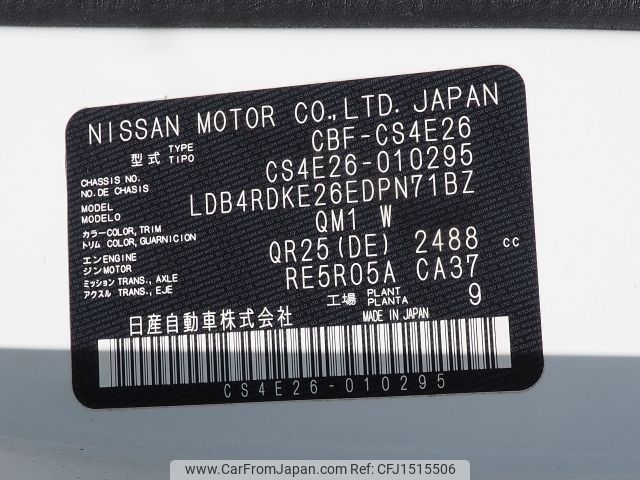 NISSAN MOTOR CO.,LTD. JAPAN
型式 TYPE TIPO CBF-CS4E26
CHASSIS NO. NO.DE CHASIS CS4E26-010295
MODEL MODELO LDB4RDKE26EDPN71BZ
カラー COLOR, TRIM
トリム COLOR, GUARNICION QM1 W
エンジン ENGINE MOTOR QR25(DE) 2488 cc
ミッション TRANS., AXLE
アクスル TRANS., EJE RE5R05A CA37
工場 PLANT PLANTA 9
日産自動車株式会社 MADE IN JAPAN
CS4E26-010295
www.CarFromJapan.com | Car ID: CFJ1515506